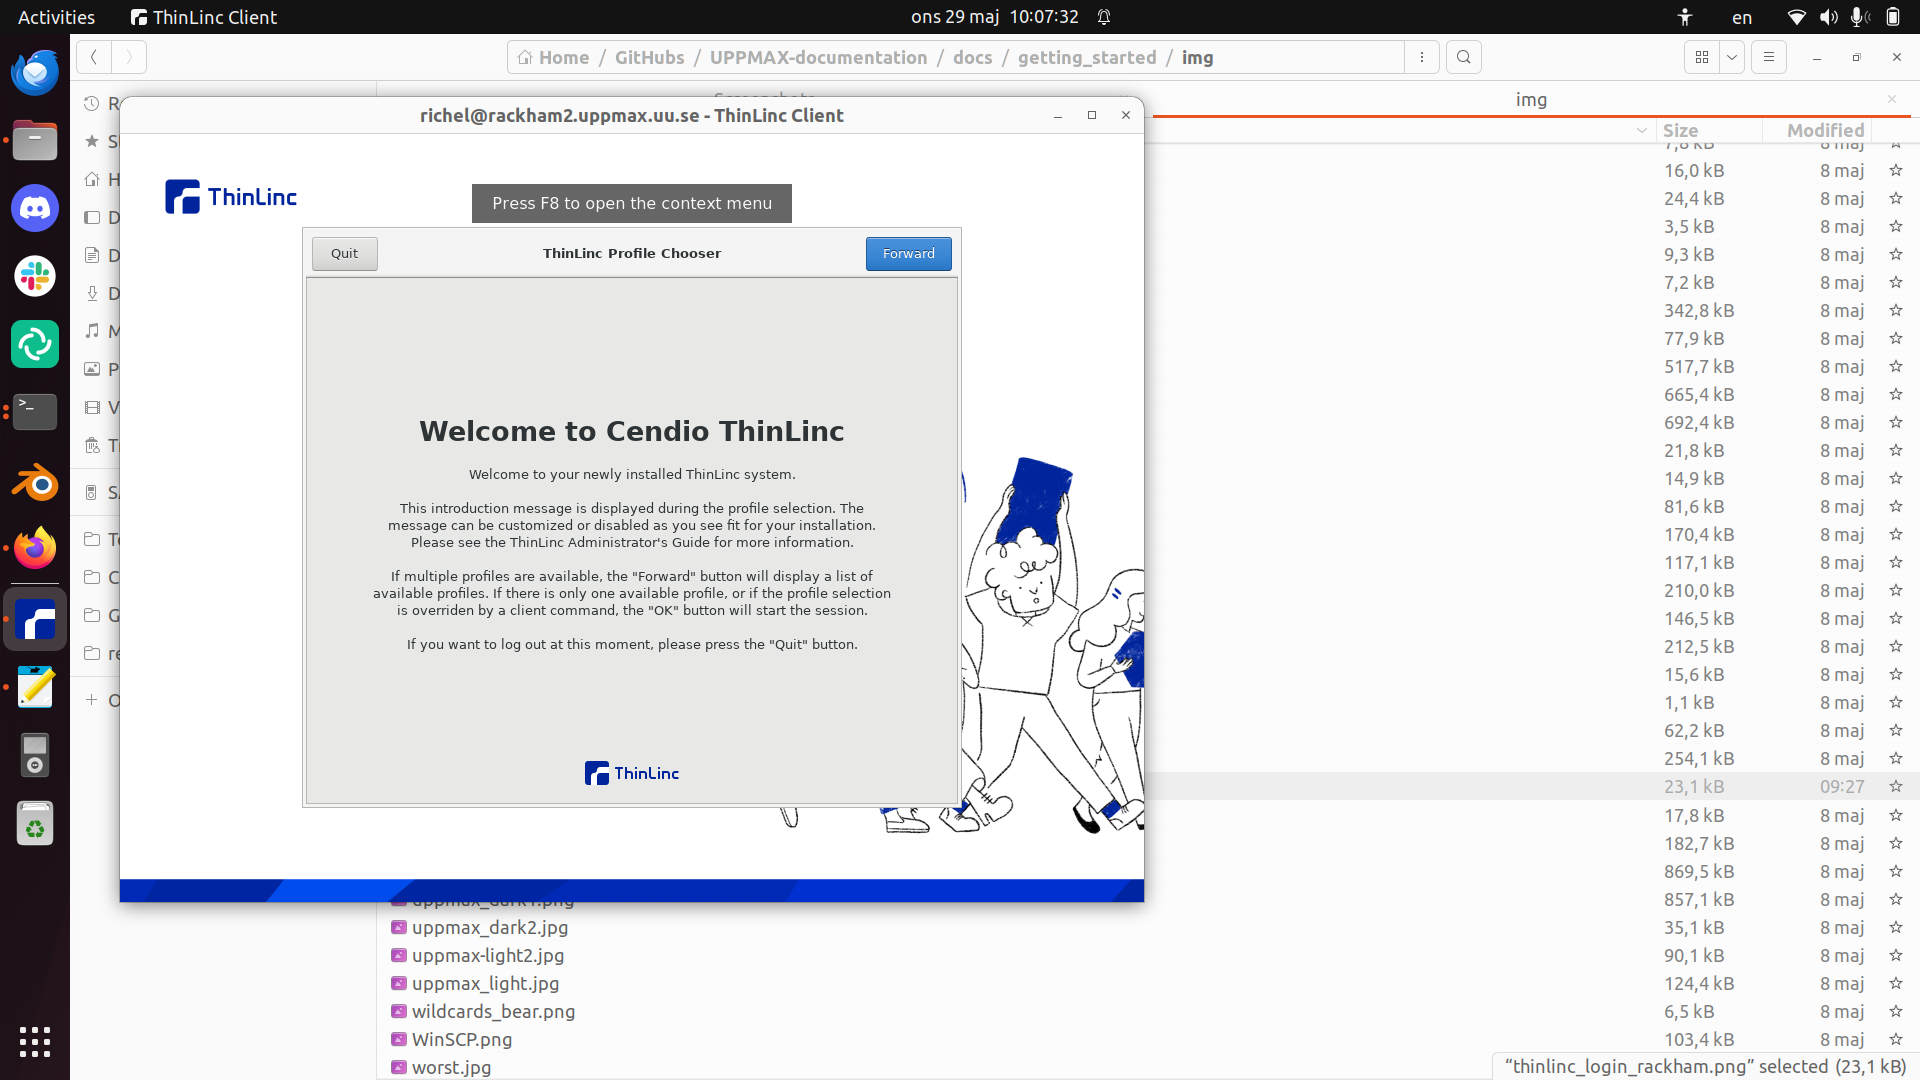 Activities
ThinLinc Client
ons 29 maj 10:07:32
en
Home / GitHubs / UPPMAX-documentation / docs / getting_started / img
img
Size
Modified
richel@rackham2.uppmax.uu.se - ThinLinc Client
ThinLinc
Press F8 to open the context menu
Quit
ThinLinc Profile Chooser
Forward
Welcome to Cendio ThinLinc
Welcome to your newly installed ThinLinc system.
This introduction message is displayed during the profile selection. The
message can be customized or disabled as you see fit for your installation.
Please see the ThinLinc Administrator's Guide for more information.
If multiple profiles are available, the "Forward" button will display a list of
available profiles. If there is only one available profile, or if the profile selection
is overriden by a client command, the "OK" button will start the session.
If you want to log out at this moment, please press the "Quit" button.
ThinLinc
7,8 kB 8 maj
16,0 kB 8 maj
24,4 kB 8 maj
3,5 kB 8 maj
9,3 kB 8 maj
7,2 kB 8 maj
342,8 kB 8 maj
77,9 kB 8 maj
517,7 kB 8 maj
665,4 kB 8 maj
692,4 kB 8 maj
21,8 kB 8 maj
14,9 kB 8 maj
81,6 kB 8 maj
170,4 kB 8 maj
117,1 kB 8 maj
210,0 kB 8 maj
146,5 kB 8 maj
212,5 kB 8 maj
15,6 kB 8 maj
1,1 kB 8 maj
62,2 kB 8 maj
254,1 kB 8 maj
23,1 kB 09:27
17,8 kB 8 maj
182,7 kB 8 maj
869,5 kB 8 maj
uppmax_dark1.png 857,1 kB 8 maj
uppmax_dark2.jpg 35,1 kB 8 maj
uppmax-light2.jpg 90,1 kB 8 maj
uppmax_light.jpg 124,4 kB 8 maj
wildcards_bear.png 6,5 kB 8 maj
WinSCP.png 103,4 kB 8 maj
worst.jpg
“thinlinc_login_rackham.png” selected (23,1 kB)